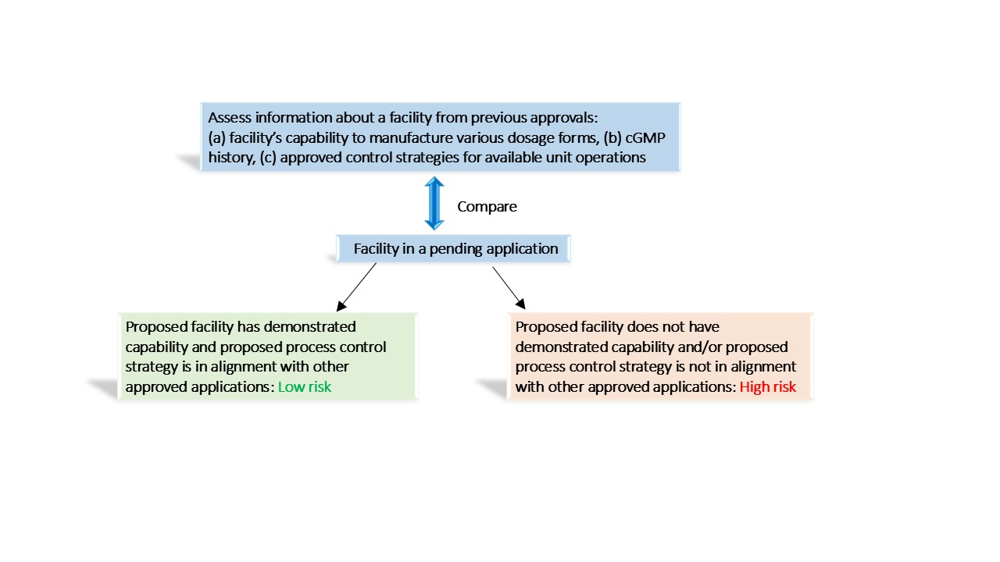 Assess information about a facility from previous approvals:
(a) facility’s capability to manufacture various dosage forms, (b) cGMP
history, (c) approved control strategies for available unit operations
Compare
Facility in a pending application
Proposed facility has demonstrated
capability and proposed process control
strategy is in alignment with other
approved applications: Low risk
Proposed facility does not have
demonstrated capability and/or proposed
process control strategy is not in alignment
with other approved applications: High risk